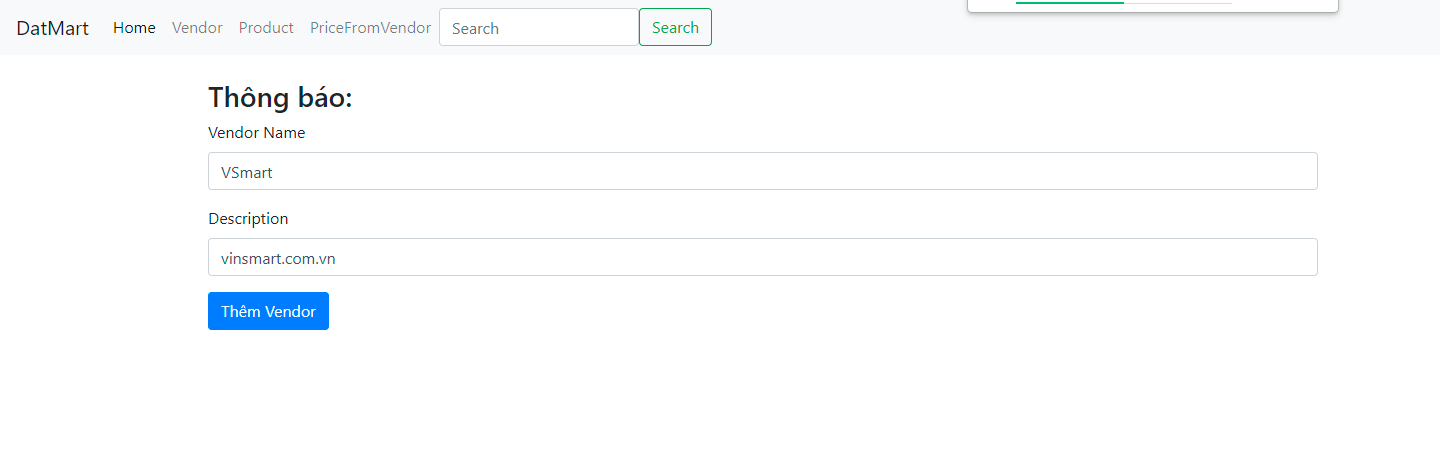 DatMart Home Vendor Product PriceFromVendor Search Search
Thông báo:
Vendor Name
VSmart
Description
vinsmart.com.vn
Thêm Vendor